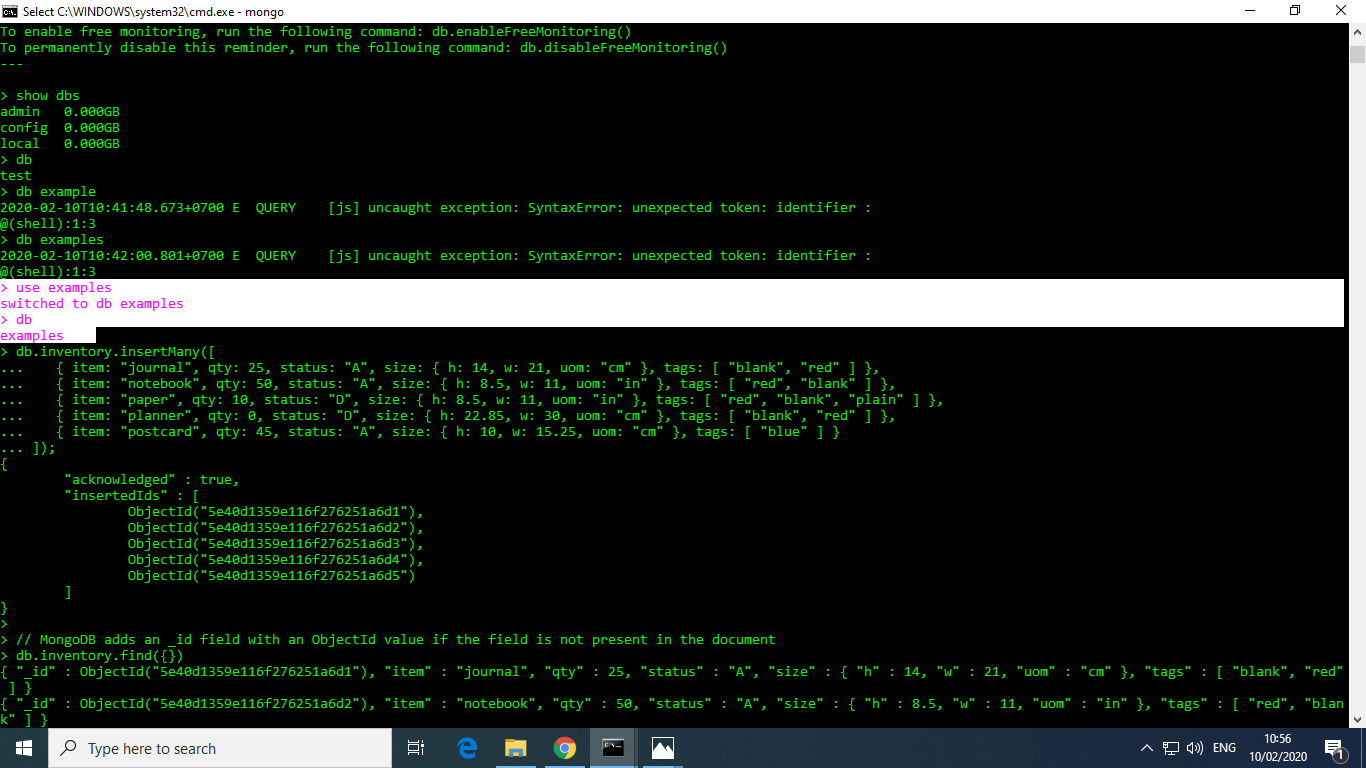 Select C:\WINDOWS\system32\cmd.exe - mongo
To enable free monitoring, run the following command: db.enableFreeMonitoring()
To permanently disable this reminder, run the following command: db.disableFreeMonitoring()
---
> show dbs
admin   0.000GB
config  0.000GB
local   0.000GB
> db
test
> db example
2020-02-10T10:41:48.673+0700 E  QUERY    [js] uncaught exception: SyntaxError: unexpected token: identifier :
@(shell):1:3
> db examples
2020-02-10T10:42:00.801+0700 E  QUERY    [js] uncaught exception: SyntaxError: unexpected token: identifier :
@(shell):1:3
> use examples
switched to db examples
> db
examples
> db.inventory.insertMany([
...    { item: "journal", qty: 25, status: "A", size: { h: 14, w: 21, uom: "cm" }, tags: [ "blank", "red" ] },
...    { item: "notebook", qty: 50, status: "A", size: { h: 8.5, w: 11, uom: "in" }, tags: [ "red", "blank" ] },
...    { item: "paper", qty: 10, status: "D", size: { h: 8.5, w: 11, uom: "in" }, tags: [ "red", "blank", "plain" ] },
...    { item: "planner", qty: 0, status: "D", size: { h: 22.85, w: 30, uom: "cm" }, tags: [ "blank", "red" ] },
...    { item: "postcard", qty: 45, status: "A", size: { h: 10, w: 15.25, uom: "cm" }, tags: [ "blue" ] }
... ]);
{
        "acknowledged" : true,
        "insertedIds" : [
                ObjectId("5e40d1359e116f276251a6d1"),
                ObjectId("5e40d1359e116f276251a6d2"),
                ObjectId("5e40d1359e116f276251a6d3"),
                ObjectId("5e40d1359e116f276251a6d4"),
                ObjectId("5e40d1359e116f276251a6d5")
        ]
}
>
> // MongoDB adds an _id field with an ObjectId value if the field is not present in the document
> db.inventory.find({})
{ "_id" : ObjectId("5e40d1359e116f276251a6d1"), "item" : "journal", "qty" : 25, "status" : "A", "size" : { "h" : 14, "w" : 21, "uom" : "cm" }, "tags" : [ "blank", "red"
 ] }
{ "_id" : ObjectId("5e40d1359e116f276251a6d2"), "item" : "notebook", "qty" : 50, "status" : "A", "size" : { "h" : 8.5, "w" : 11, "uom" : "in" }, "tags" : [ "red", "blan
k" ] }
Type here to search
ENG
10:56
10/02/2020
1